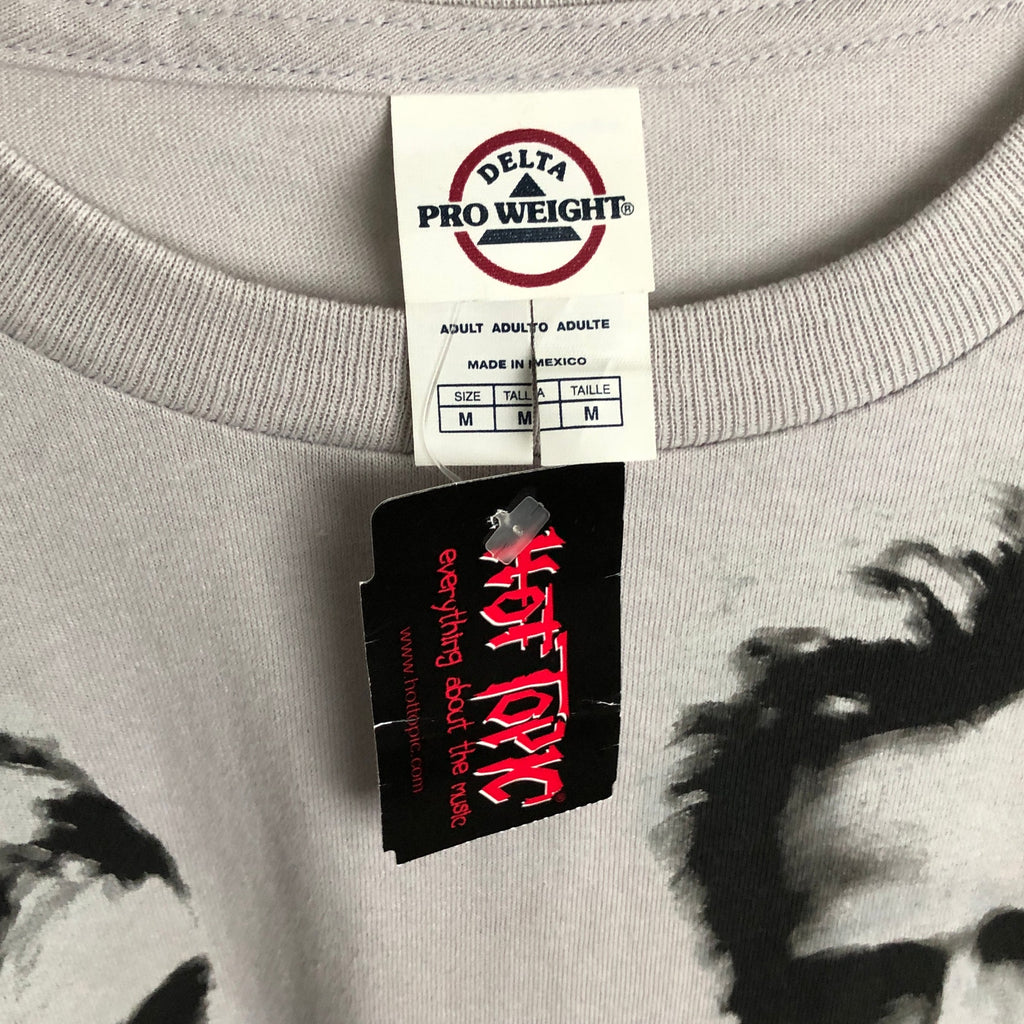 DELTA
PRO WEIGHT®
ADULT ADULTO ADULTE
MADE IN MEXICO
SIZE TALLA TAILLE
M M M
HOT TOPIC®
everything about the music
www.hottopic.com